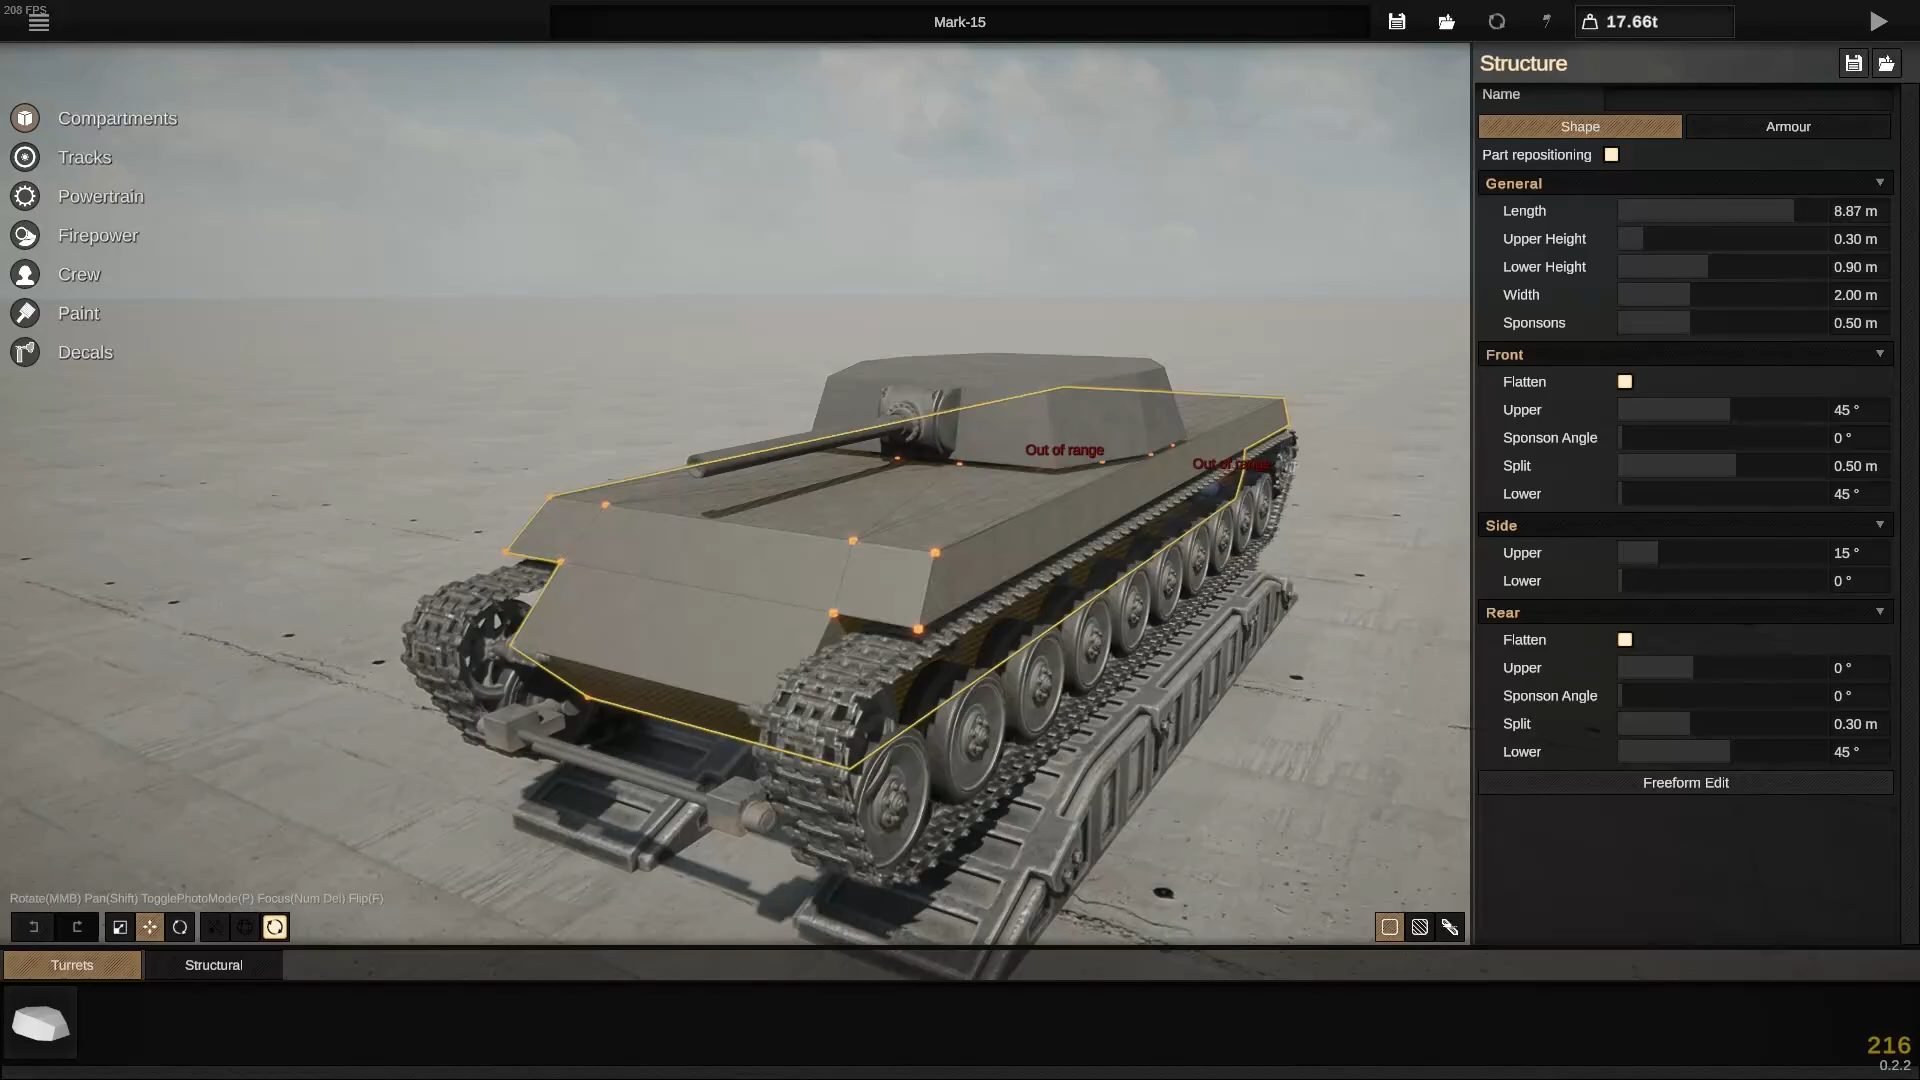 208 FPS
Mark-15
17.66t
Structure
Name
Shape
Armour
Part repositioning
General
Length 8.87 m
Upper Height 0.30 m
Lower Height 0.90 m
Width 2.00 m
Sponsons 0.50 m
Front
Flatten
Upper 45 °
Sponson Angle 0 °
Split 0.50 m
Lower 45 °
Side
Upper 15 °
Lower 0 °
Rear
Flatten
Upper 0 °
Sponson Angle 0 °
Split 0.30 m
Lower 45 °
Freeform Edit
Compartments
Tracks
Powertrain
Firepower
Crew
Paint
Decals
Out of range
Out of range
Rotate(MMB) Pan(Shift) TogglePhotoMode(P) Focus(Num Del) Flip(F)
Turrets
Structural
216
0.2.2